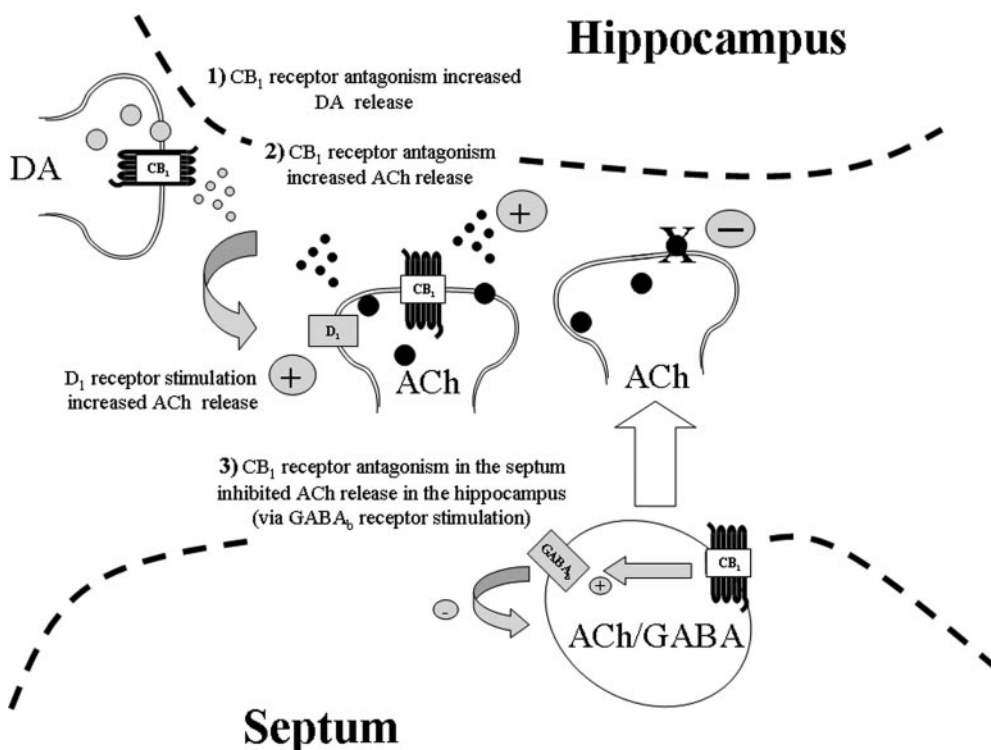 Hippocampus
1) CB₁ receptor antagonism increased
DA release
DA
CB₁
2) CB₁ receptor antagonism
increased ACh release
+
−
X
CB₁
D₁
+
ACh
ACh
D₁ receptor stimulation
increased ACh release
3) CB₁ receptor antagonism in the septum
inhibited ACh release in the hippocampus
(via GABA_b receptor stimulation)
GABA_b
CB₁
+
-
ACh/GABA
Septum